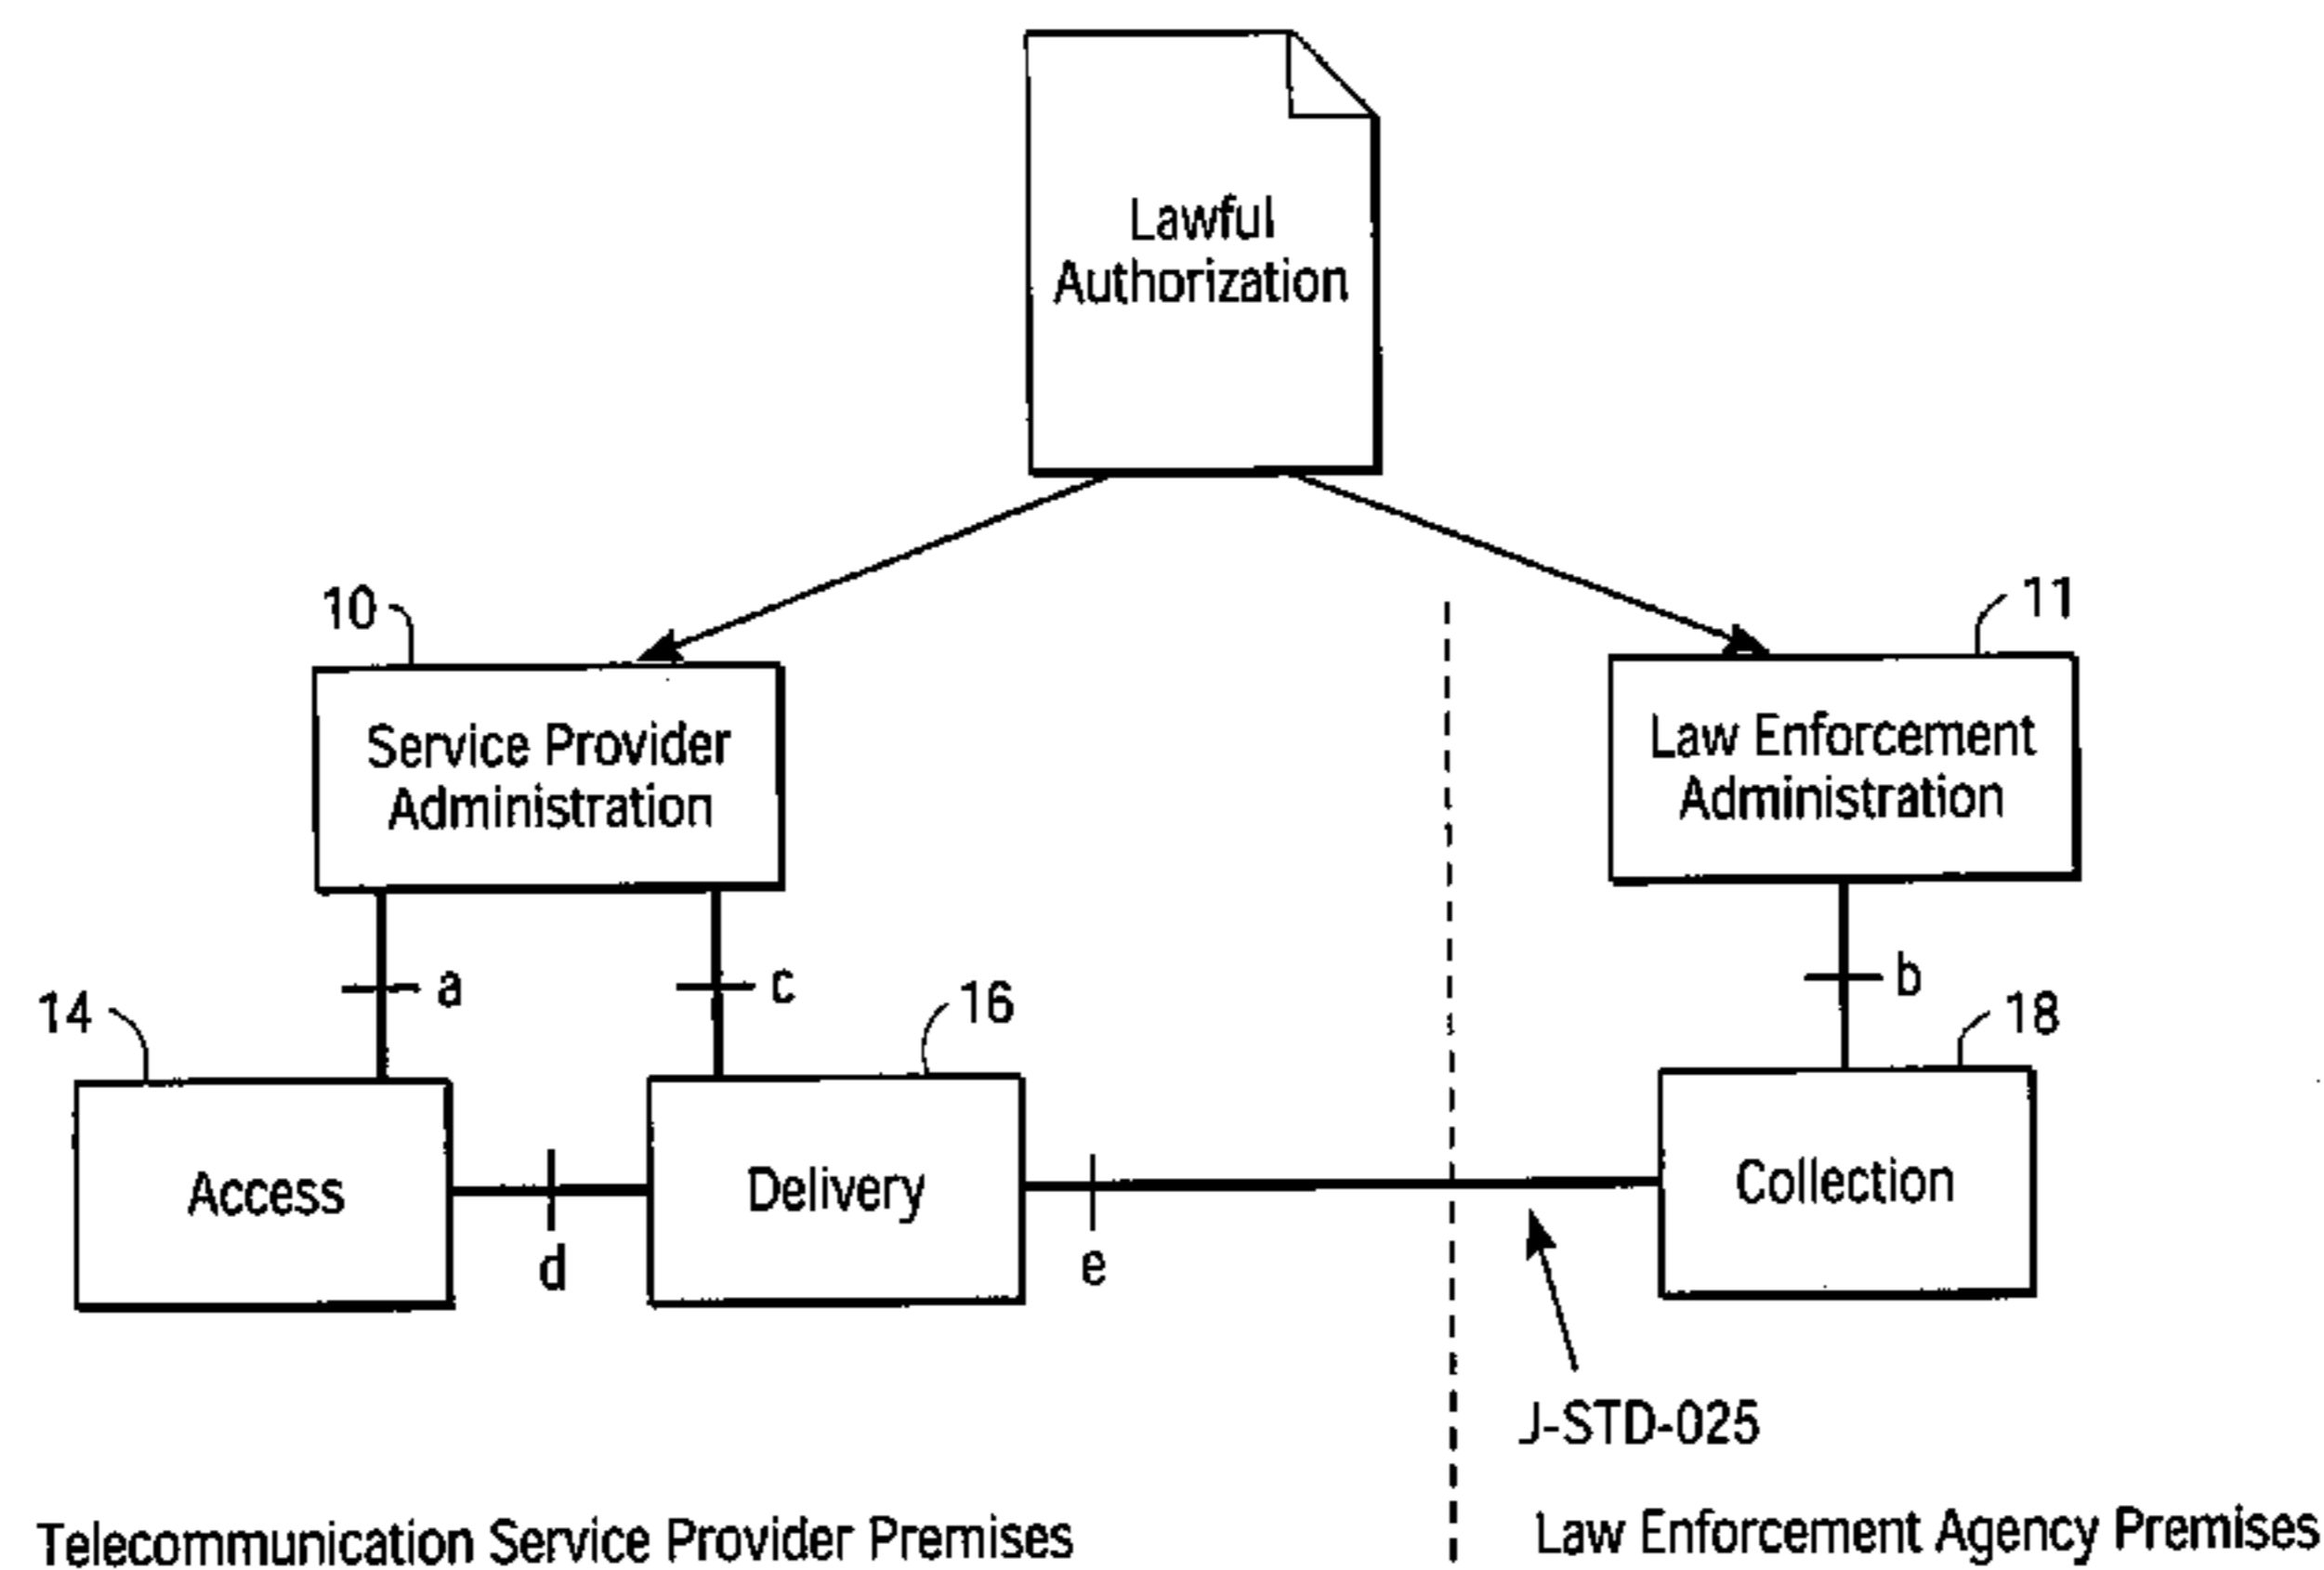 Lawful
Authorization
10
11
Service Provider
Administration
Law Enforcement
Administration
a
c
b
14
16
18
Access
Delivery
Collection
d
e
J-STD-025
Telecommunication Service Provider Premises
Law Enforcement Agency Premises